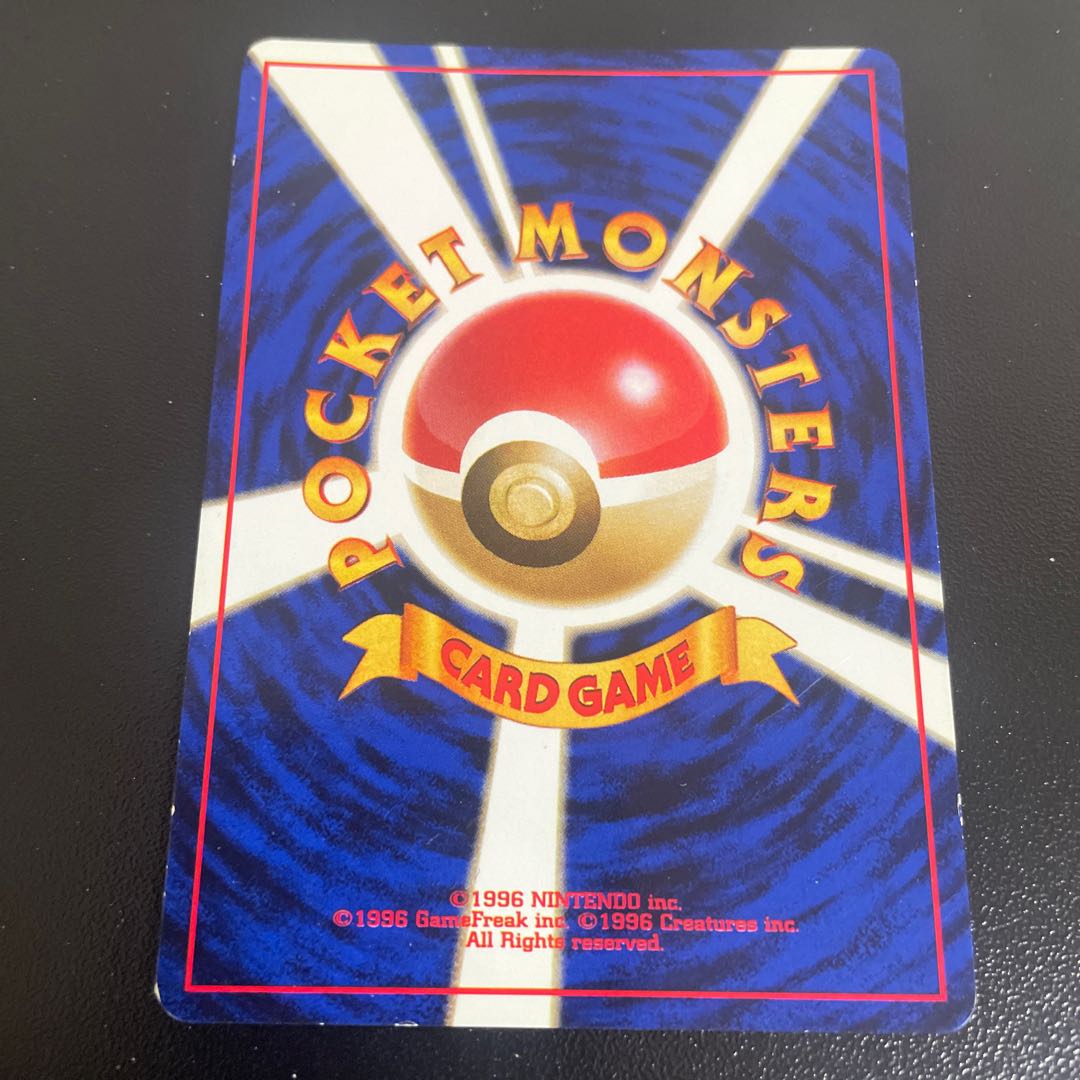 POCKET MONSTERS
CARD GAME
©1996 NINTENDO inc.
©1996 GameFreak inc. ©1996 Creatures inc.
All Rights reserved.